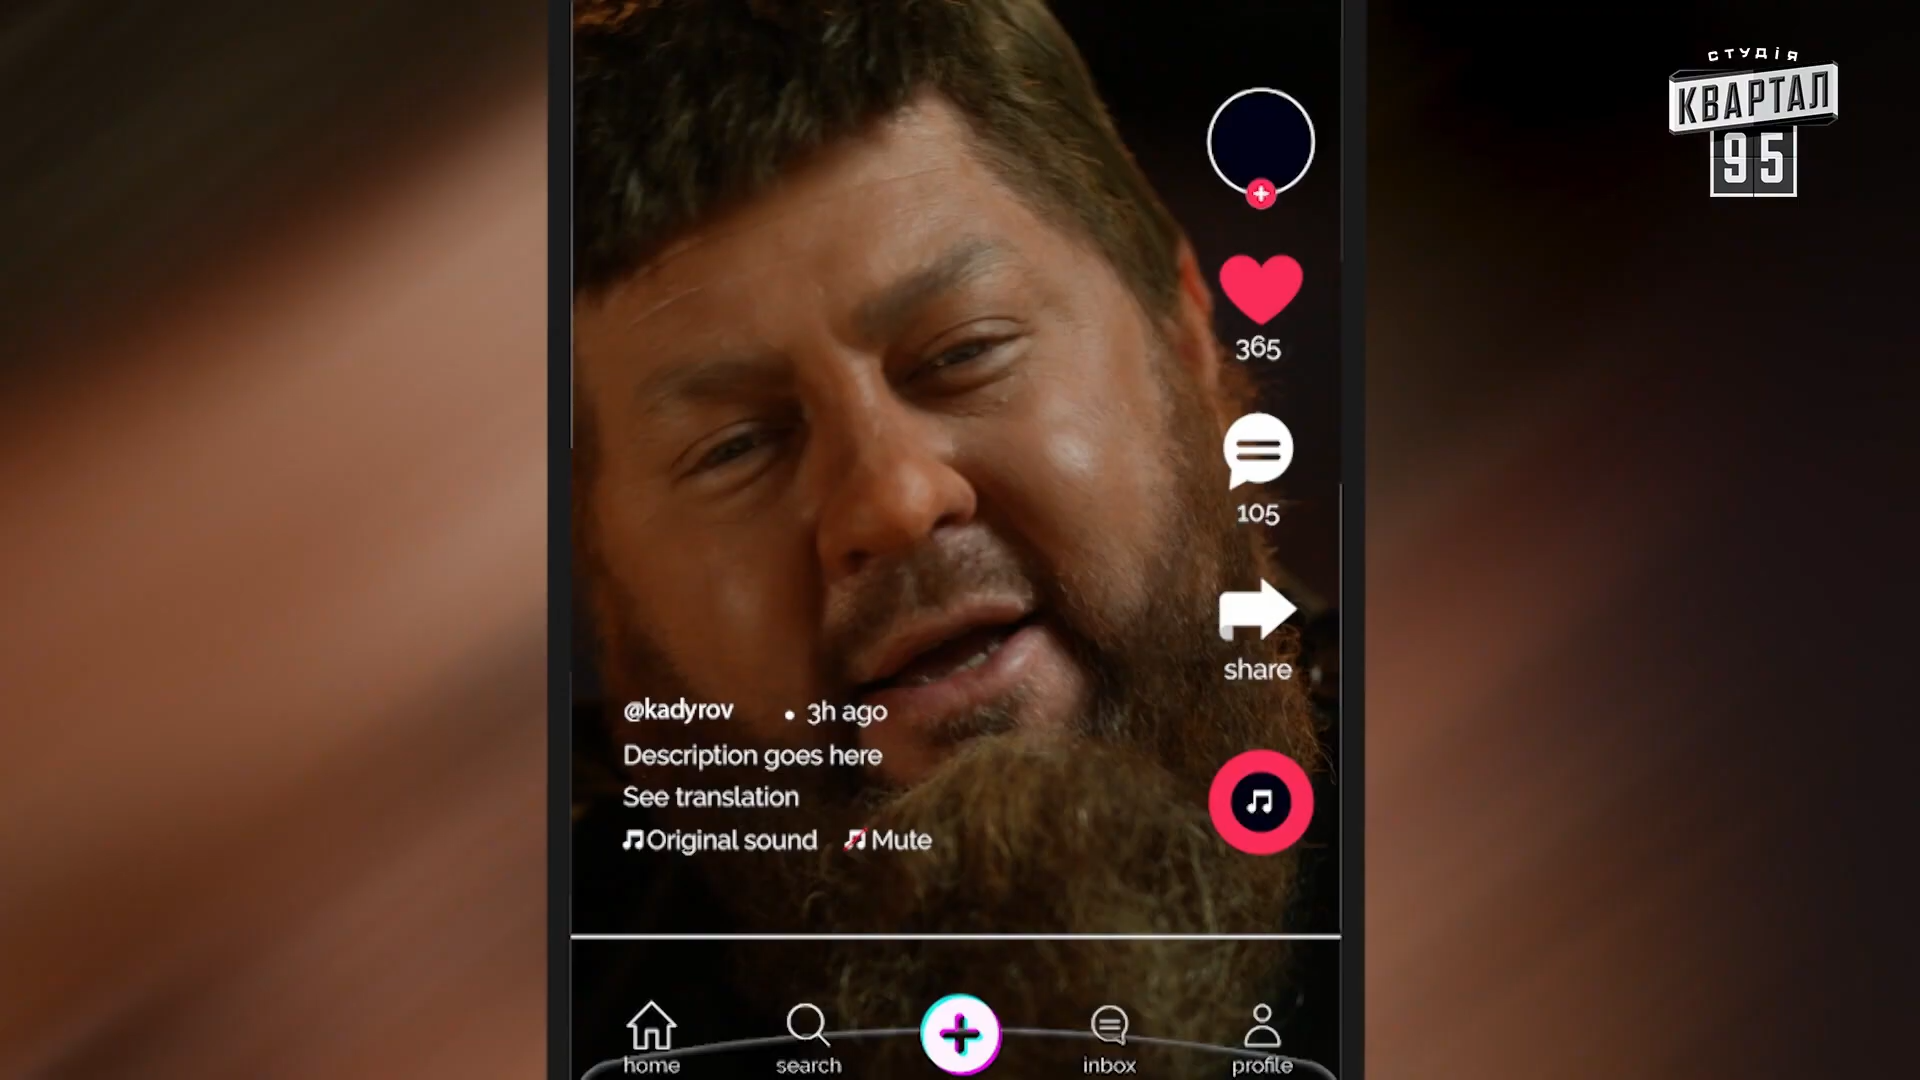 СТУДІЯ
КВАРТАЛ
95
365
105
share
@kadyrov • 3h ago
Description goes here
See translation
Original sound Mute
home search inbox profile